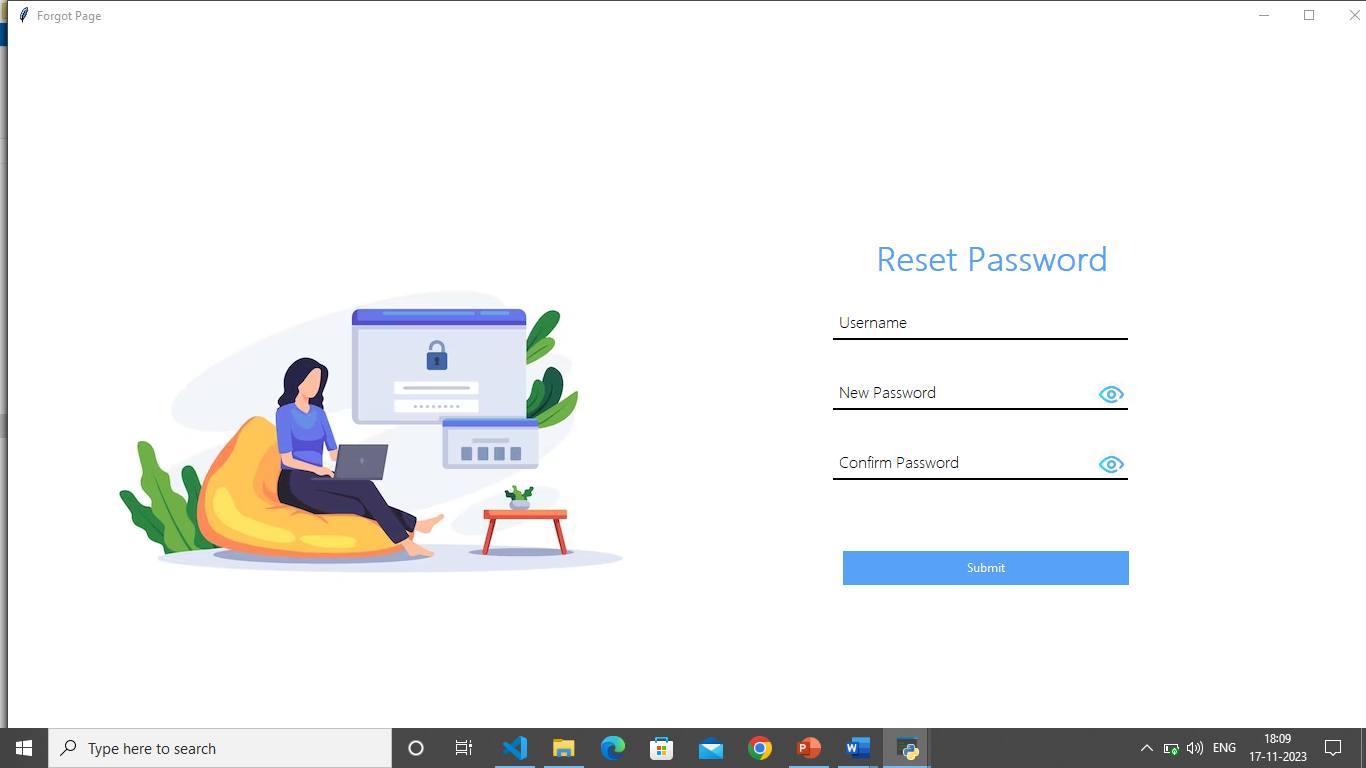 Forgot Page
Reset Password
Username
New Password
Confirm Password
Submit
Type here to search
ENG
18:09
17-11-2023